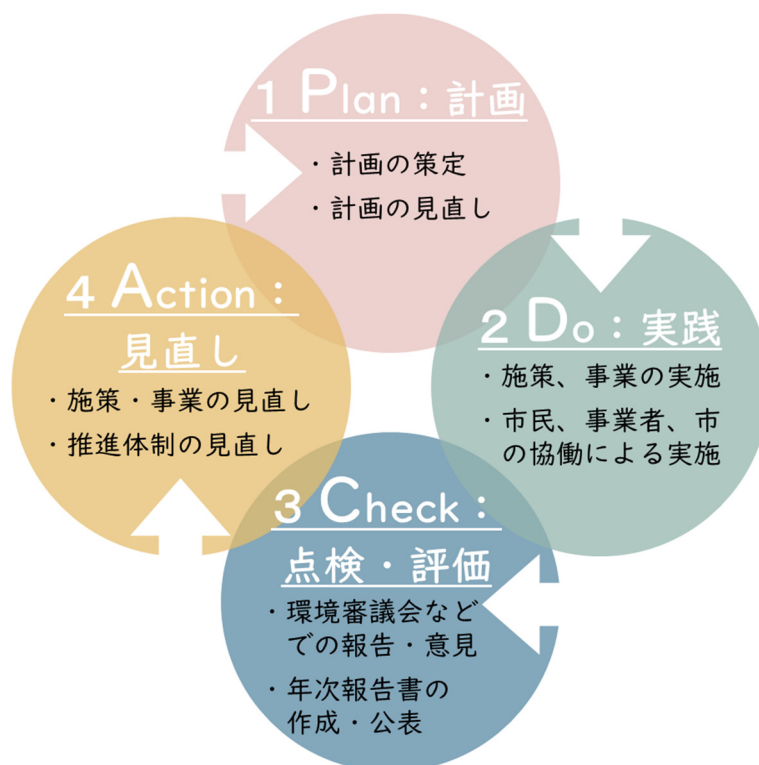 1 Plan：計画
・計画の策定
・計画の見直し
2 Do：実践
・施策、事業の実施
・市民、事業者、市
の協働による実施
3 Check：
点検・評価
・環境審議会など
での報告・意見
・年次報告書の
作成・公表
4 Action：
見直し
・施策・事業の見直し
・推進体制の見直し